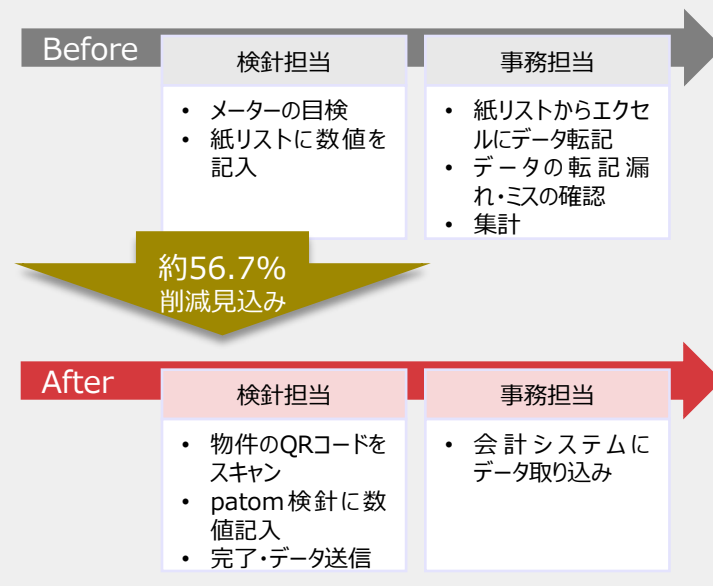 Before
検針担当
• メーターの目検
• 紙リストに数値を
記入
事務担当
• 紙リストからエクセ
ルにデータ転記
• データの転記漏
れ・ミスの確認
• 集計
約56.7%
削減見込み
After
検針担当
• 物件のQRコードを
スキャン
• patom検針に数
値記入
• 完了・データ送信
事務担当
• 会計システムに
データ取り込み